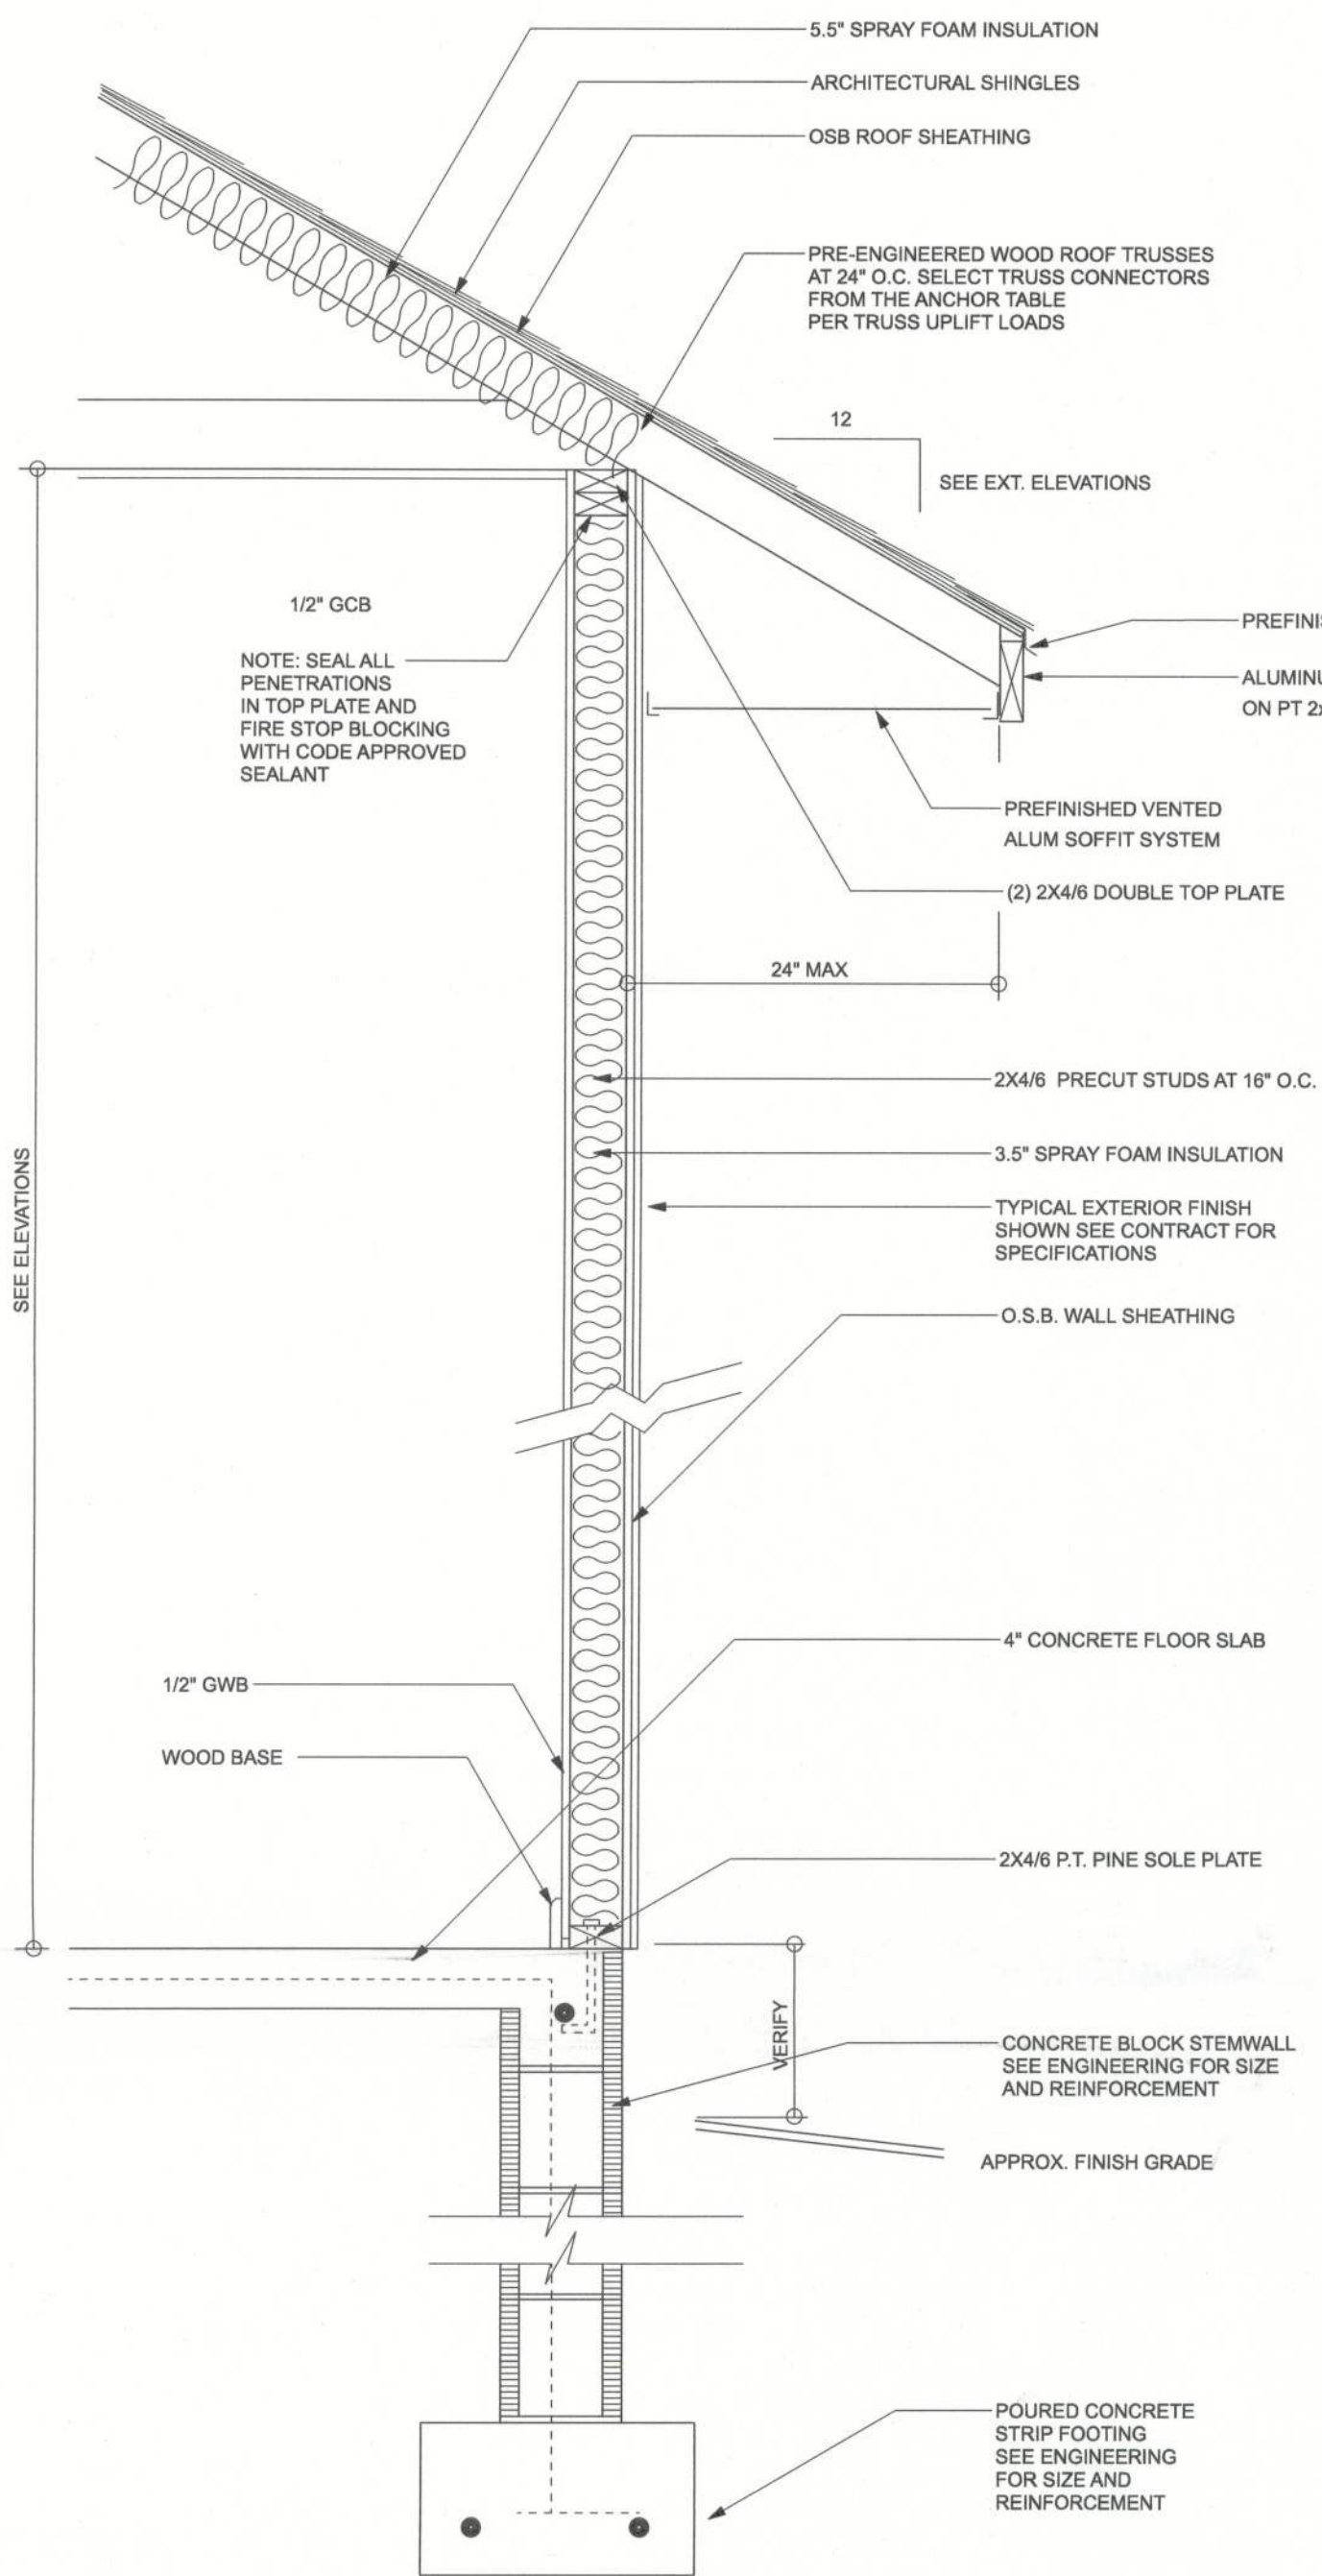 5.5" SPRAY FOAM INSULATION
ARCHITECTURAL SHINGLES
OSB ROOF SHEATHING
PRE-ENGINEERED WOOD ROOF TRUSSES
AT 24" O.C. SELECT TRUSS CONNECTORS
FROM THE ANCHOR TABLE
PER TRUSS UPLIFT LOADS
12
SEE EXT. ELEVATIONS
1/2" GCB
NOTE: SEAL ALL
PENETRATIONS
IN TOP PLATE AND
FIRE STOP BLOCKING
WITH CODE APPROVED
SEALANT
PREFINIS
ALUMINU
ON PT 2x
PREFINISHED VENTED
ALUM SOFFIT SYSTEM
(2) 2X4/6 DOUBLE TOP PLATE
24" MAX
2X4/6 PRECUT STUDS AT 16" O.C.
3.5" SPRAY FOAM INSULATION
TYPICAL EXTERIOR FINISH
SHOWN SEE CONTRACT FOR
SPECIFICATIONS
SEE ELEVATIONS
O.S.B. WALL SHEATHING
4" CONCRETE FLOOR SLAB
1/2" GWB
WOOD BASE
2X4/6 P.T. PINE SOLE PLATE
VERIFY
CONCRETE BLOCK STEMWALL
SEE ENGINEERING FOR SIZE
AND REINFORCEMENT
APPROX. FINISH GRADE
POURED CONCRETE
STRIP FOOTING
SEE ENGINEERING
FOR SIZE AND
REINFORCEMENT